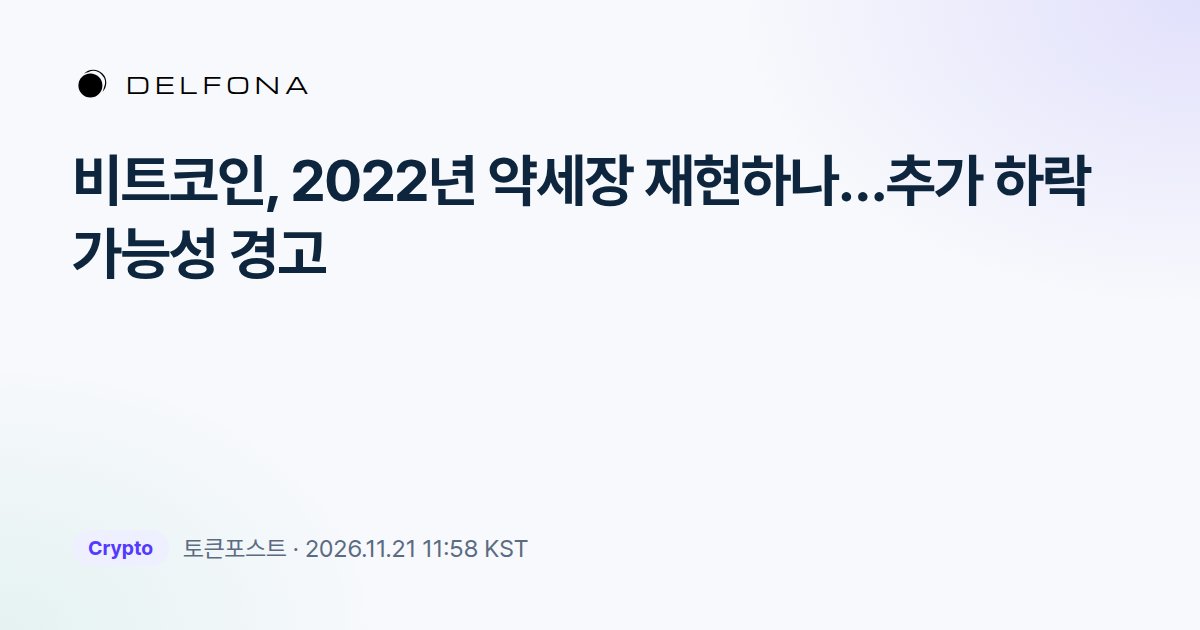 DELFONA
비트코인, 2022년 약세장 재현하나...추가 하락
가능성 경고
Crypto 토큰포스트 · 2026.11.21 11:58 KST